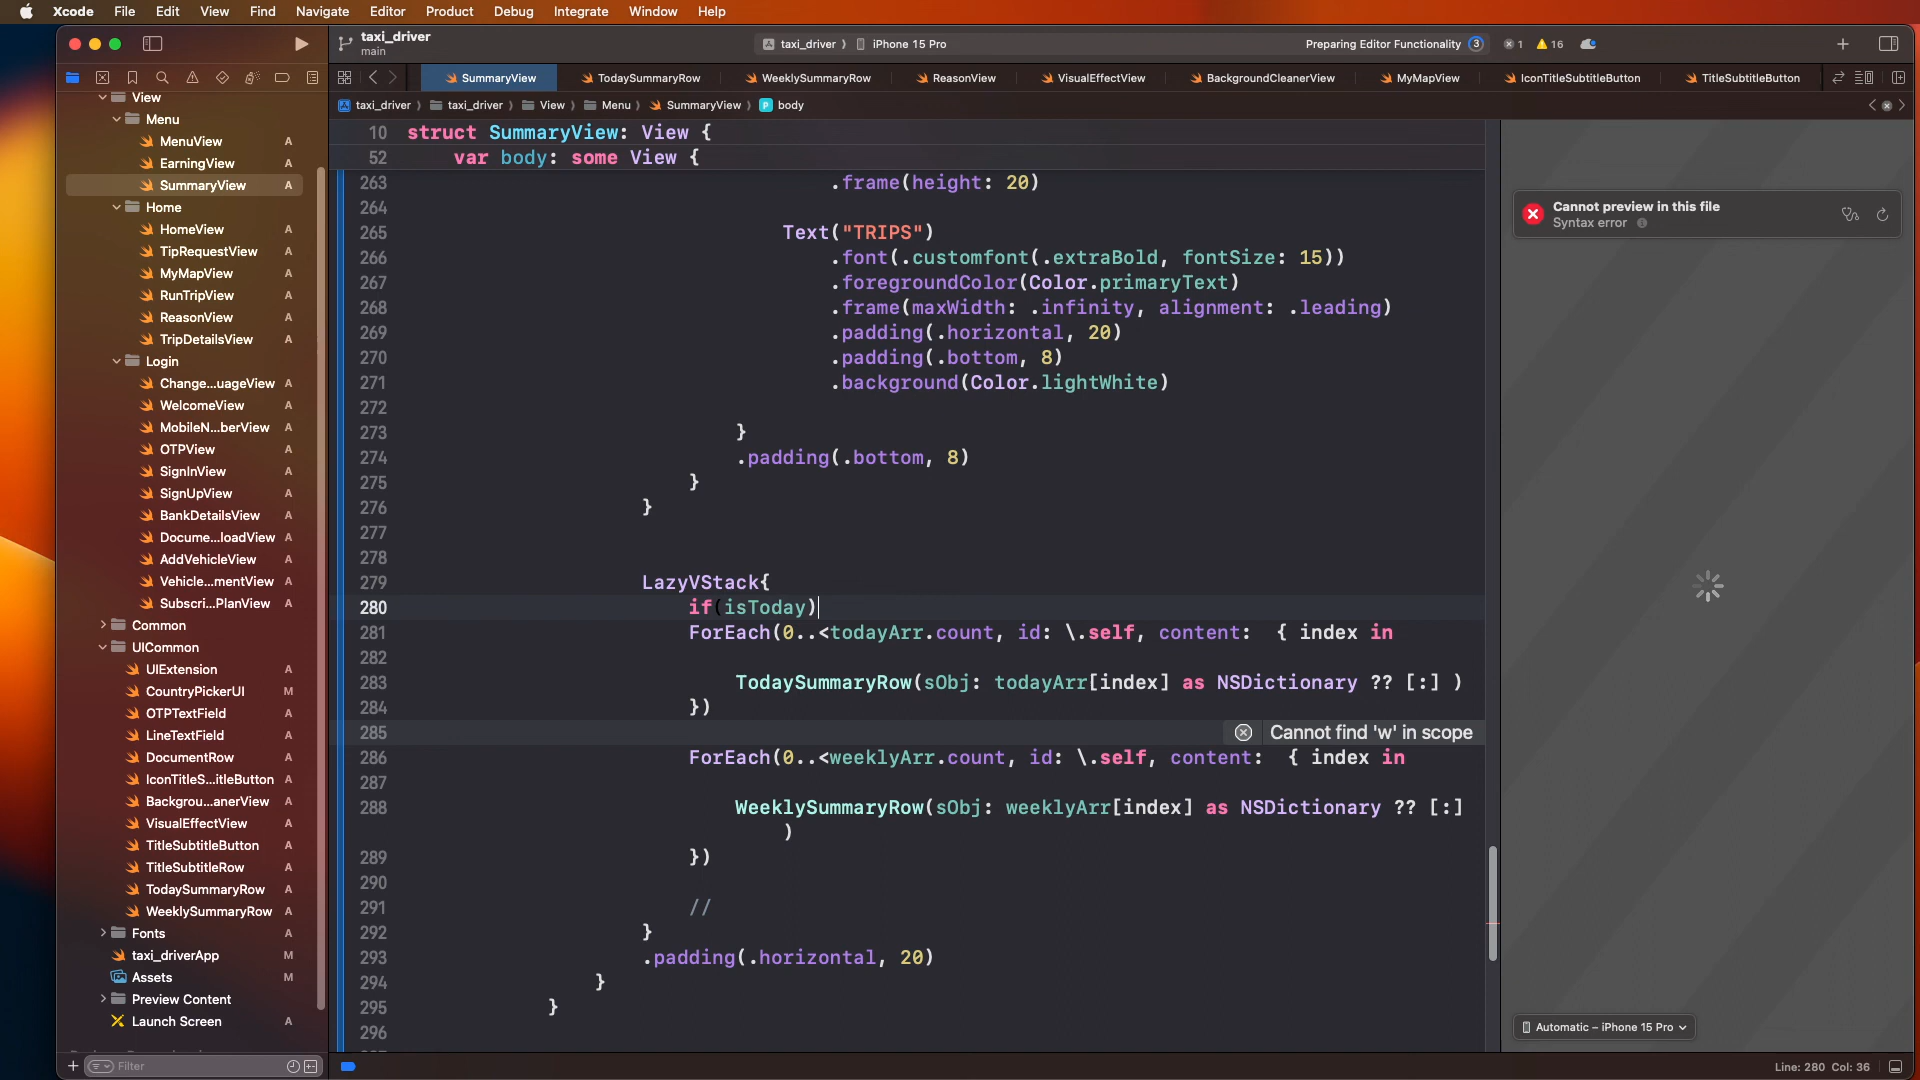 Xcode File Edit View Find Navigate Editor Product Debug Integrate Window Help
taxi_driver
main
taxi_driver 〉 iPhone 15 Pro
Preparing Editor Functionality 3
1 16
SummaryView TodaySummaryRow WeeklySummaryRow ReasonView VisualEffectView BackgroundCleanerView MyMapView IconTitleSubtitleButton TitleSubtitleButton
taxi_driver 〉 taxi_driver 〉 View 〉 Menu 〉 SummaryView 〉 P body
View
Menu
MenuView A
EarningView A
SummaryView A
Home
HomeView A
TipRequestView A
MyMapView A
RunTripView A
ReasonView A
TripDetailsView A
Login
Change...uageView A
WelcomeView A
MobileN...berView A
OTPView A
SignInView A
SignUpView A
BankDetailsView A
Docume...loadView A
AddVehicleView A
Vehicle...mentView A
Subscri...PlanView A
Common
UICommon
UIExtension A
CountryPickerUI M
OTPTextField A
LineTextField A
DocumentRow A
IconTitleS...itleButton A
Backgrou...anerView A
VisualEffectView A
TitleSubtitleButton A
TitleSubtitleRow A
TodaySummaryRow A
WeeklySummaryRow A
Fonts A
taxi_driverApp M
Assets M
Preview Content
Launch Screen A
Filter
10 struct SummaryView: View {
52 var body: some View {
263 .frame(height: 20)
264
265 Text("TRIPS")
266 .font(.customfont(.extraBold, fontSize: 15))
267 .foregroundColor(Color.primaryText)
268 .frame(maxWidth: .infinity, alignment: .leading)
269 .padding(.horizontal, 20)
270 .padding(.bottom, 8)
271 .background(Color.lightWhite)
272
273 }
274 .padding(.bottom, 8)
275 }
276 }
277
278
279 LazyVStack{
280 if(isToday)
281 ForEach(0..<todayArr.count, id: \.self, content: { index in
282
283 TodaySummaryRow(sObj: todayArr[index] as NSDictionary ?? [:] )
284 })
285 Cannot find 'w' in scope
286 ForEach(0..<weeklyArr.count, id: \.self, content: { index in
287
288 WeeklySummaryRow(sObj: weeklyArr[index] as NSDictionary ?? [:]
)
289 })
290
291 //
292 }
293 .padding(.horizontal, 20)
294 }
295 }
296
Cannot preview in this file
Syntax error
Automatic – iPhone 15 Pro
Line: 280 Col: 36